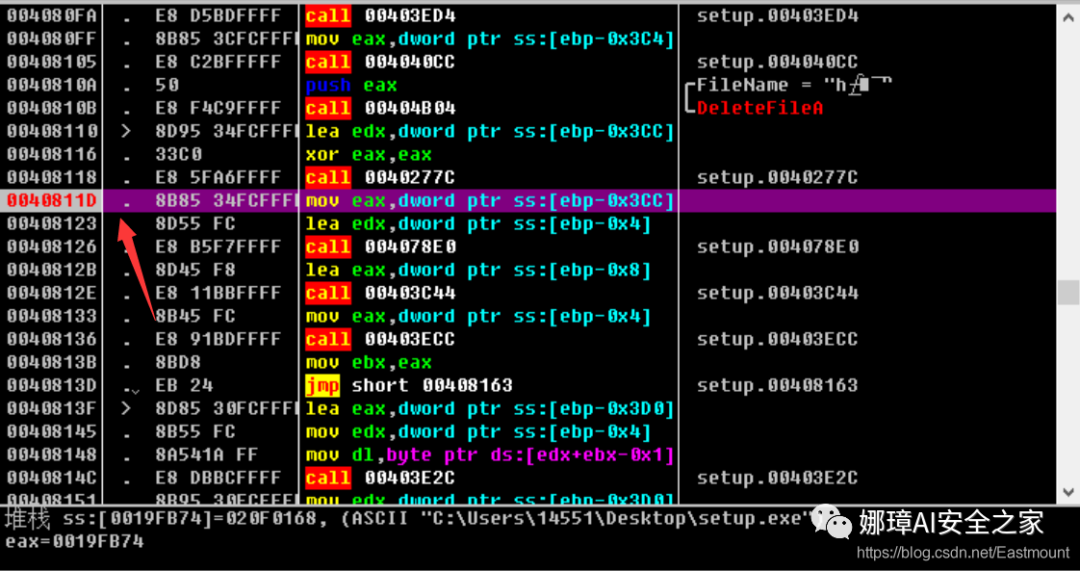 004080FA . E8 D5BDFFFF call 00403ED4 setup.00403ED4
004080FF . 8B85 3CFCFFF mov eax,dword ptr ss:[ebp-0x3C4]
00408105 . E8 C2BFFFFF call 004040CC setup.004040CC
0040810A . 50 push eax FileName =
0040810B . E8 F4C9FFFF call 00404B04 DeleteFileA
00408110 > 8D95 34FCFFF lea edx,dword ptr ss:[ebp-0x3CC]
00408116 . 33C0 xor eax,eax
00408118 . E8 5FA6FFFF call 0040277C setup.0040277C
0040811D . 8B85 34FCFFF mov eax,dword ptr ss:[ebp-0x3CC]
00408123 . 8D55 FC lea edx,dword ptr ss:[ebp-0x4]
00408126 . E8 B5F7FFFF call 004078E0 setup.004078E0
0040812B . 8D45 F8 lea eax,dword ptr ss:[ebp-0x8]
0040812E . E8 11BBFFFF call 00403C44 setup.00403C44
00408133 . 8B45 FC mov eax,dword ptr ss:[ebp-0x4]
00408136 . E8 91BDFFFF call 00403ECC setup.00403ECC
0040813B . 8BD8 mov ebx,eax
0040813D . EB 24 jmp short 00408163 setup.00408163
0040813F > 8D85 30FCFFF lea eax,dword ptr ss:[ebp-0x3D0]
00408145 . 8B55 FC mov edx,dword ptr ss:[ebp-0x4]
00408148 . 8A541A FF mov dl,byte ptr ds:[edx+ebx-0x1]
0040814C . E8 DBBCFFFF call 00403E2C setup.00403E2C
00408151 . 8B95 30FCFFF mov edx,dword ptr ss:[ebp-0x3D0]
堆栈 ss:[0019FB74]=020F0168, (ASCII "C:\Users\14551\Desktop\setup.exe")
eax=0019FB74
娜璋AI安全之家
https://blog.csdn.net/Eastmount